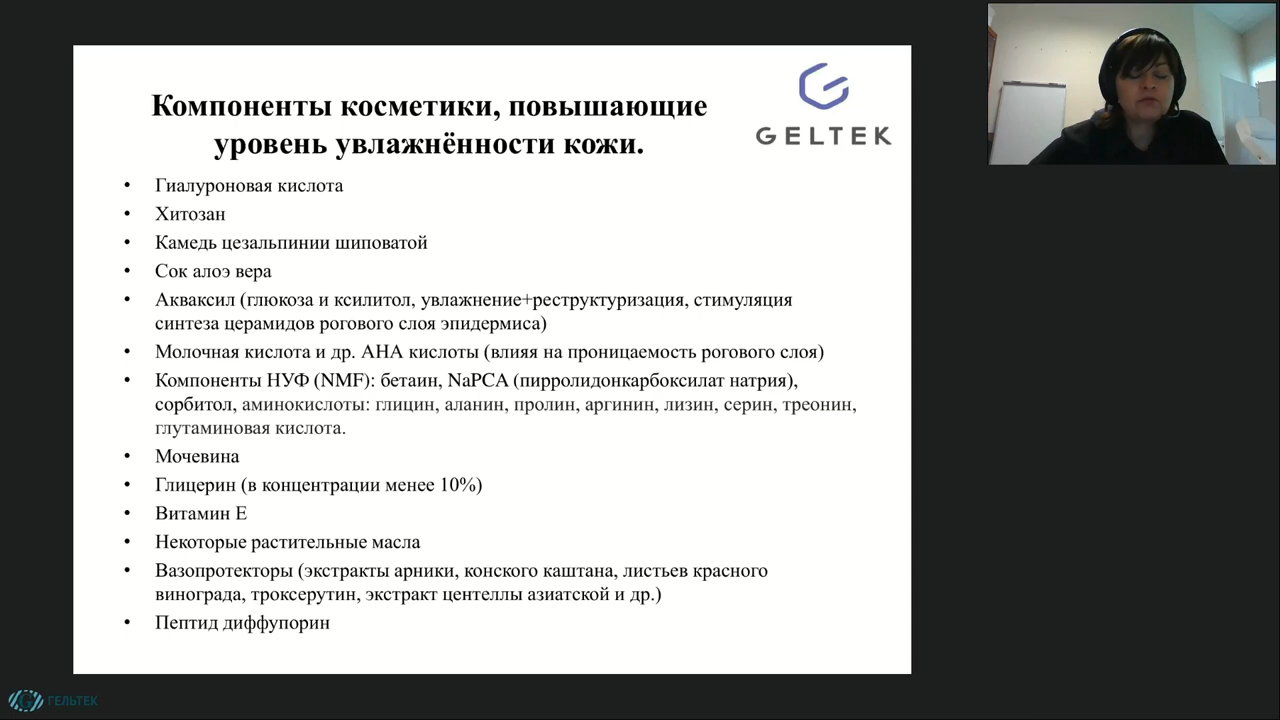 Компоненты косметики, повышающие
уровень увлажнённости кожи.
GELTEK
• Гиалуроновая кислота
• Хитозан
• Камедь цезальпинии шиповатой
• Сок алоэ вера
• Акваксил (глюкоза и ксилитол, увлажнение+реструктуризация, стимуляция
синтеза церамидов рогового слоя эпидермиса)
• Молочная кислота и др. АНА кислоты (влияя на проницаемость рогового слоя)
• Компоненты НУФ (NMF): бетаин, NaPCA (пирролидонкарбоксилат натрия),
сорбитол, аминокислоты: глицин, аланин, пролин, аргинин, лизин, серин, треонин,
глутаминовая кислота.
• Мочевина
• Глицерин (в концентрации менее 10%)
• Витамин Е
• Некоторые растительные масла
• Вазопротекторы (экстракты арники, конского каштана, листьев красного
винограда, троксерутин, экстракт центеллы азиатской и др.)
• Пептид диффупорин
ГЕЛЬТЕК